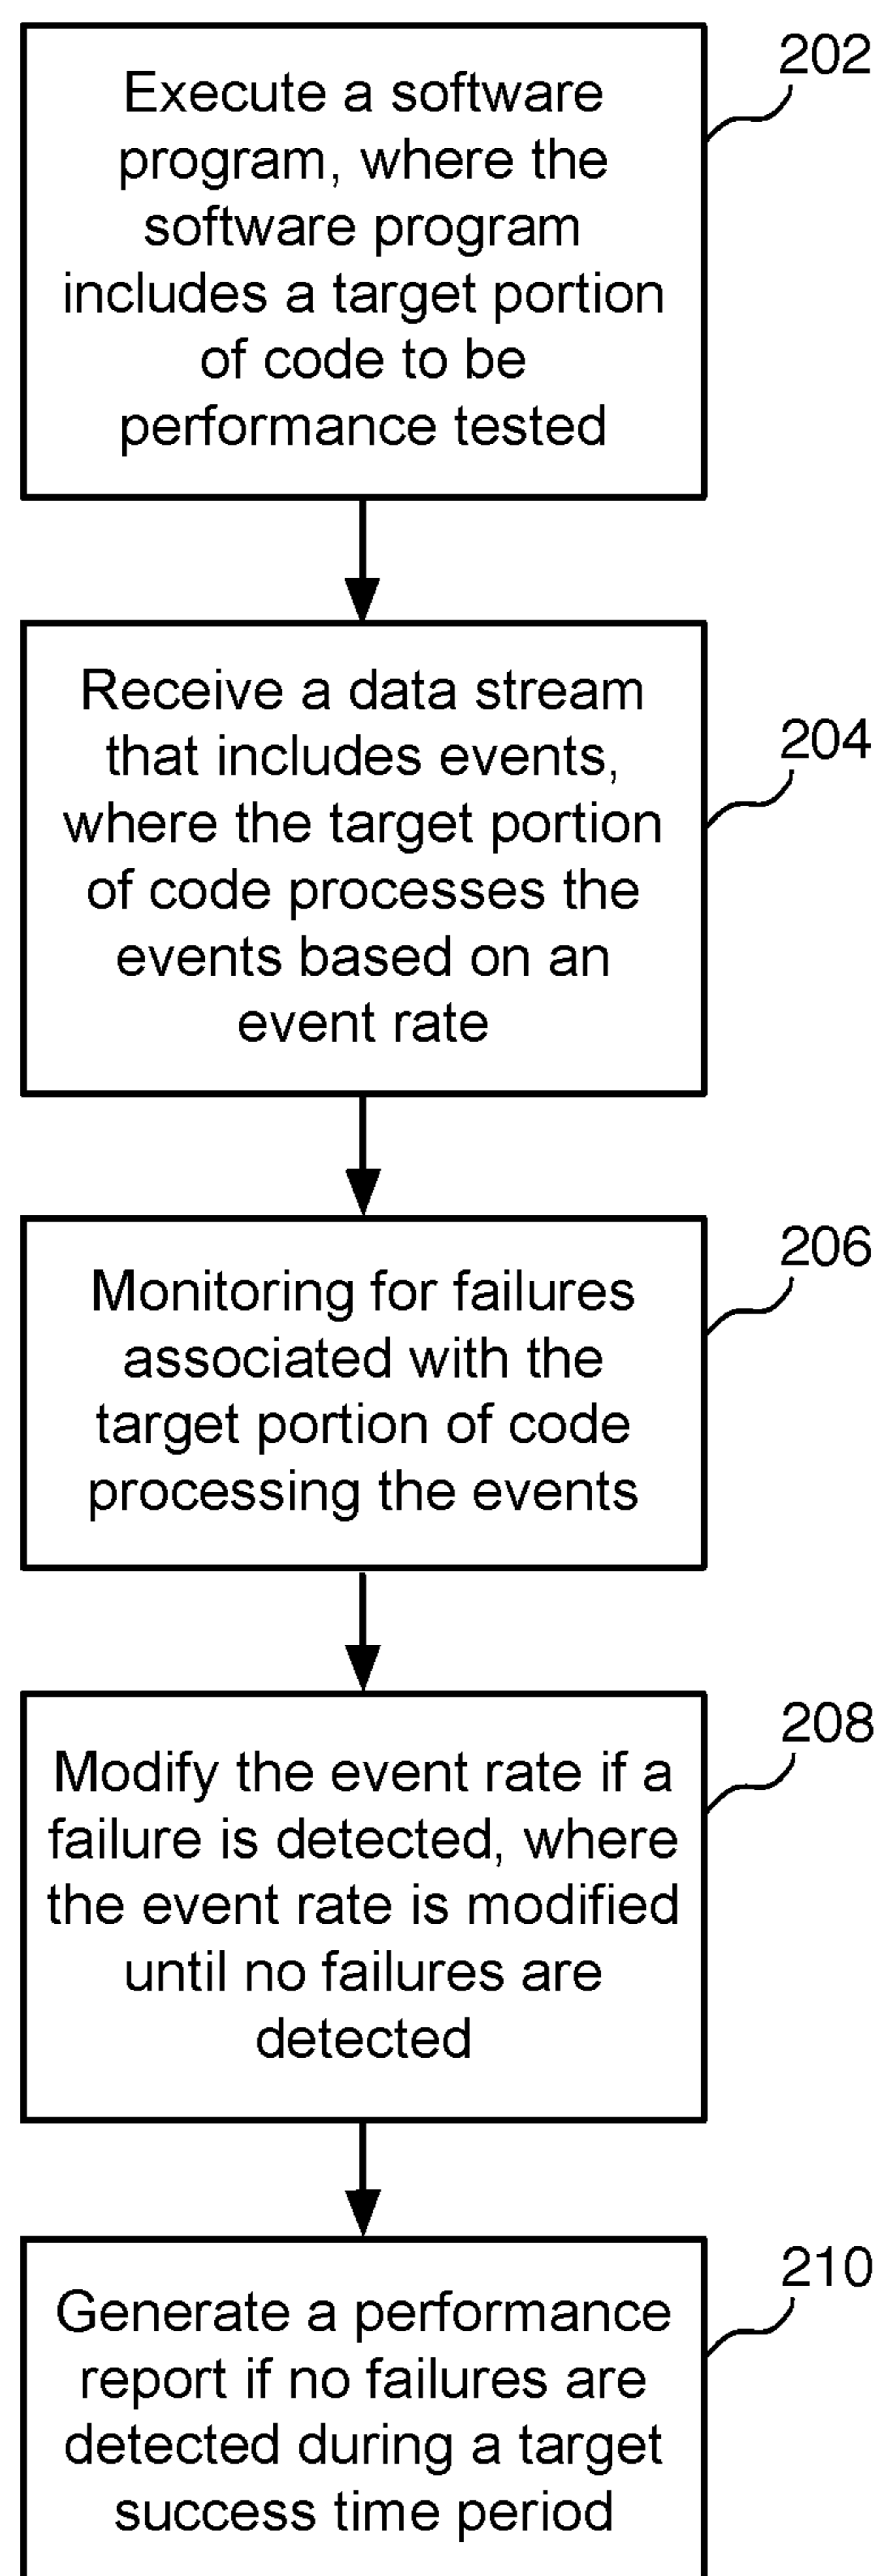 202
Execute a software
program, where the
software program
includes a target portion
of code to be
performance tested
204
Receive a data stream
that includes events,
where the target portion
of code processes the
events based on an
event rate
206
Monitoring for failures
associated with the
target portion of code
processing the events
208
Modify the event rate if a
failure is detected, where
the event rate is modified
until no failures are
detected
210
Generate a performance
report if no failures are
detected during a target
success time period